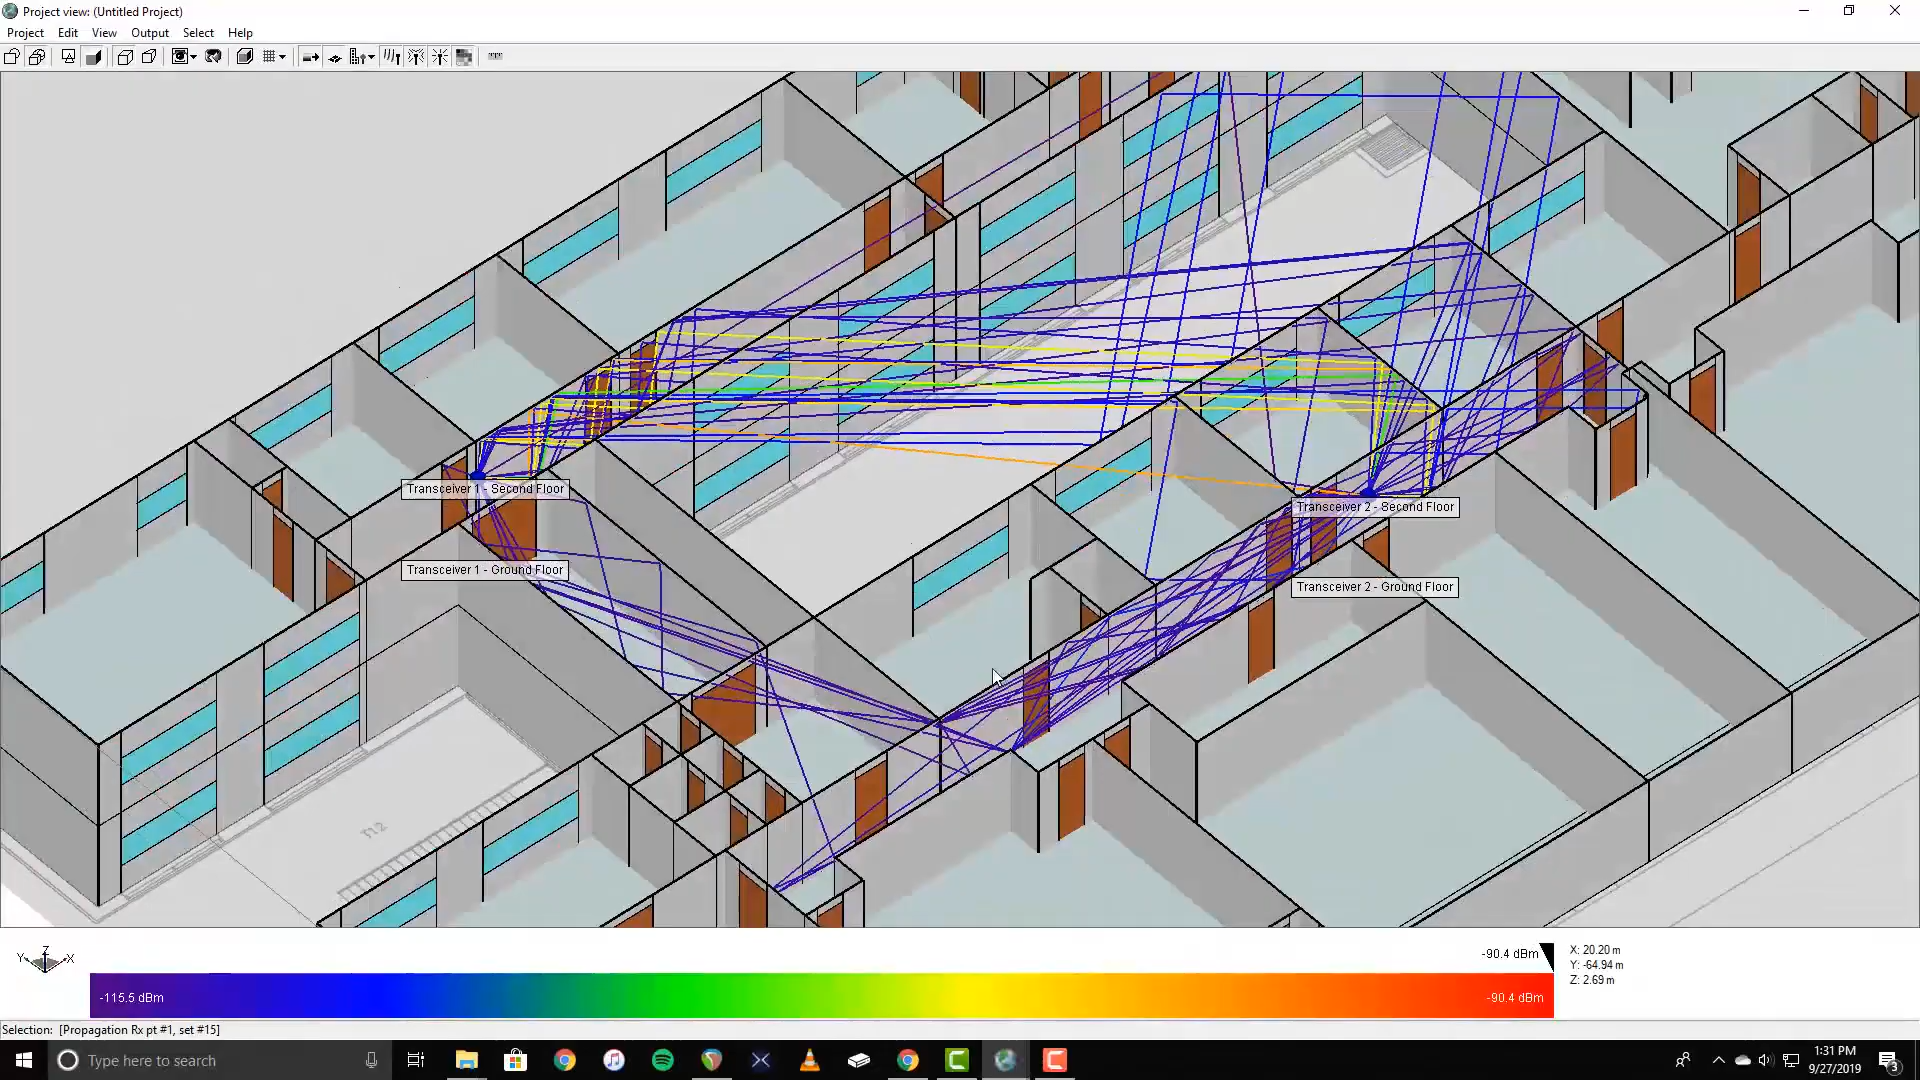 Project view: (Untitled Project)
Project Edit View Output Select Help
Transceiver 1 - Second Floor
Transceiver 2 - Second Floor
Transceiver 1 - Ground Floor
Transceiver 2 - Ground Floor
T12
Z
Y X
-90.4 dBm
-115.5 dBm
-90.4 dBm
X: 20.20 m
Y: -64.94 m
Z: 2.69 m
Selection: [Propagation Rx pt #1, set #15]
Type here to search
1:31 PM
9/27/2019
3